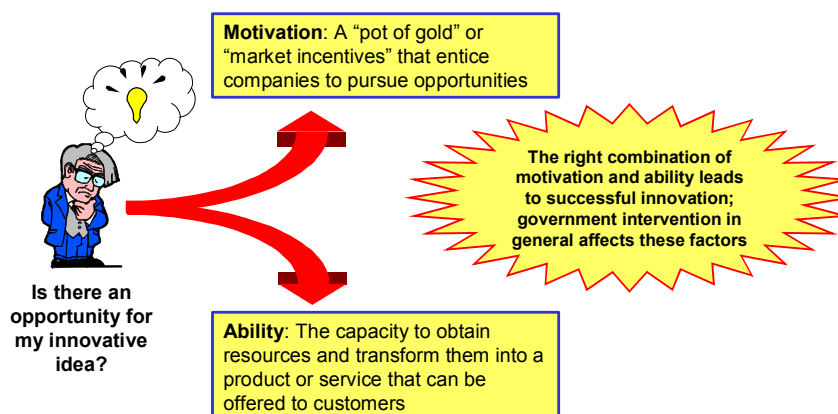 Motivation: A “pot of gold” or
“market incentives” that entice
companies to pursue opportunities
The right combination of
motivation and ability leads
to successful innovation;
government intervention in
general affects these factors
Is there an
opportunity for
my innovative
idea?
Ability: The capacity to obtain
resources and transform them into a
product or service that can be
offered to customers